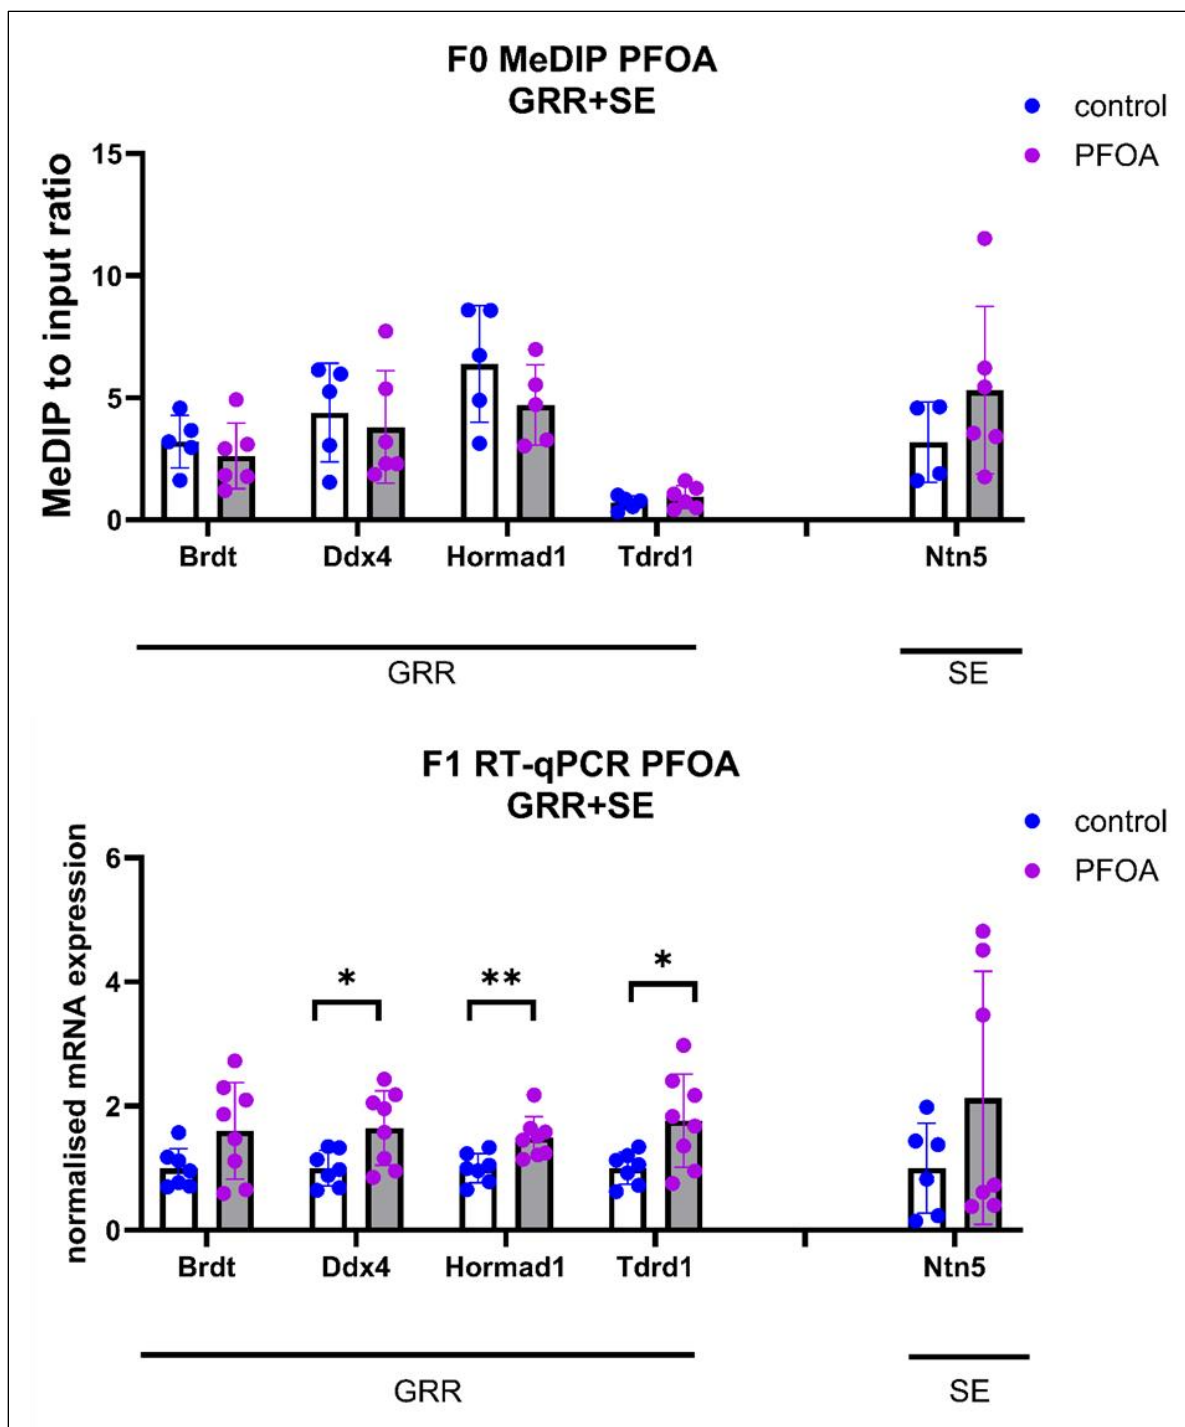 F0 MeDIP PFOA
GRR+SE
control
PFOA
MeDIP to input ratio
15
10
5
0
Brdt Ddx4 Hormad1 Tdrd1 Ntn5
GRR SE
F1 RT-qPCR PFOA
GRR+SE
control
PFOA
normalised mRNA expression
6
4
2
0
* ** *
Brdt Ddx4 Hormad1 Tdrd1 Ntn5
GRR SE